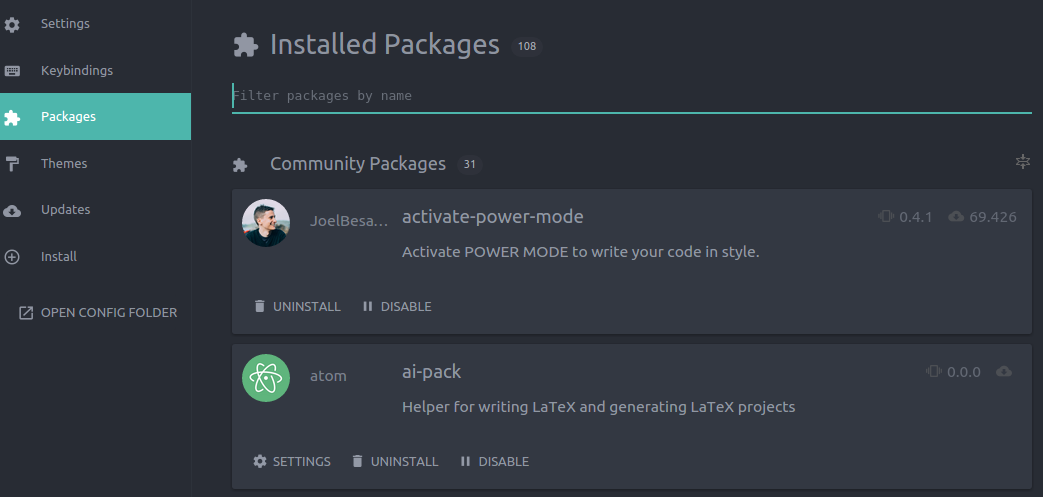 Settings
Keybindings
Packages
Themes
Updates
Install
OPEN CONFIG FOLDER
Installed Packages 108
Filter packages by name
Community Packages 31
JoelBesa... activate-power-mode 0.4.1 69.426
Activate POWER MODE to write your code in style.
UNINSTALL DISABLE
atom ai-pack 0.0.0
Helper for writing LaTeX and generating LaTeX projects
SETTINGS UNINSTALL DISABLE